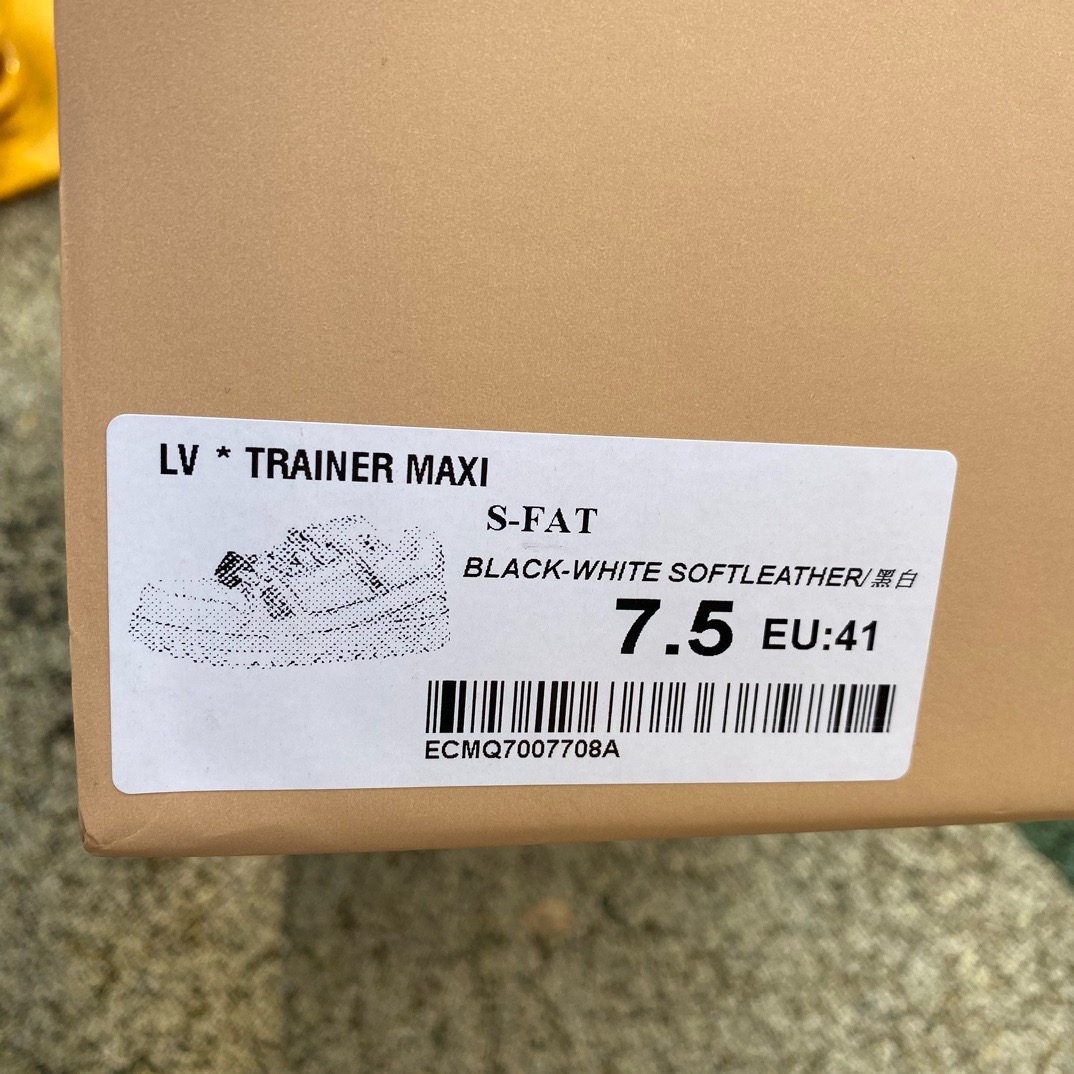 LV * TRAINER MAXI
S-FAT
BLACK-WHITE SOFTLEATHER/黑白
7.5 EU:41
ECMQ7007708A